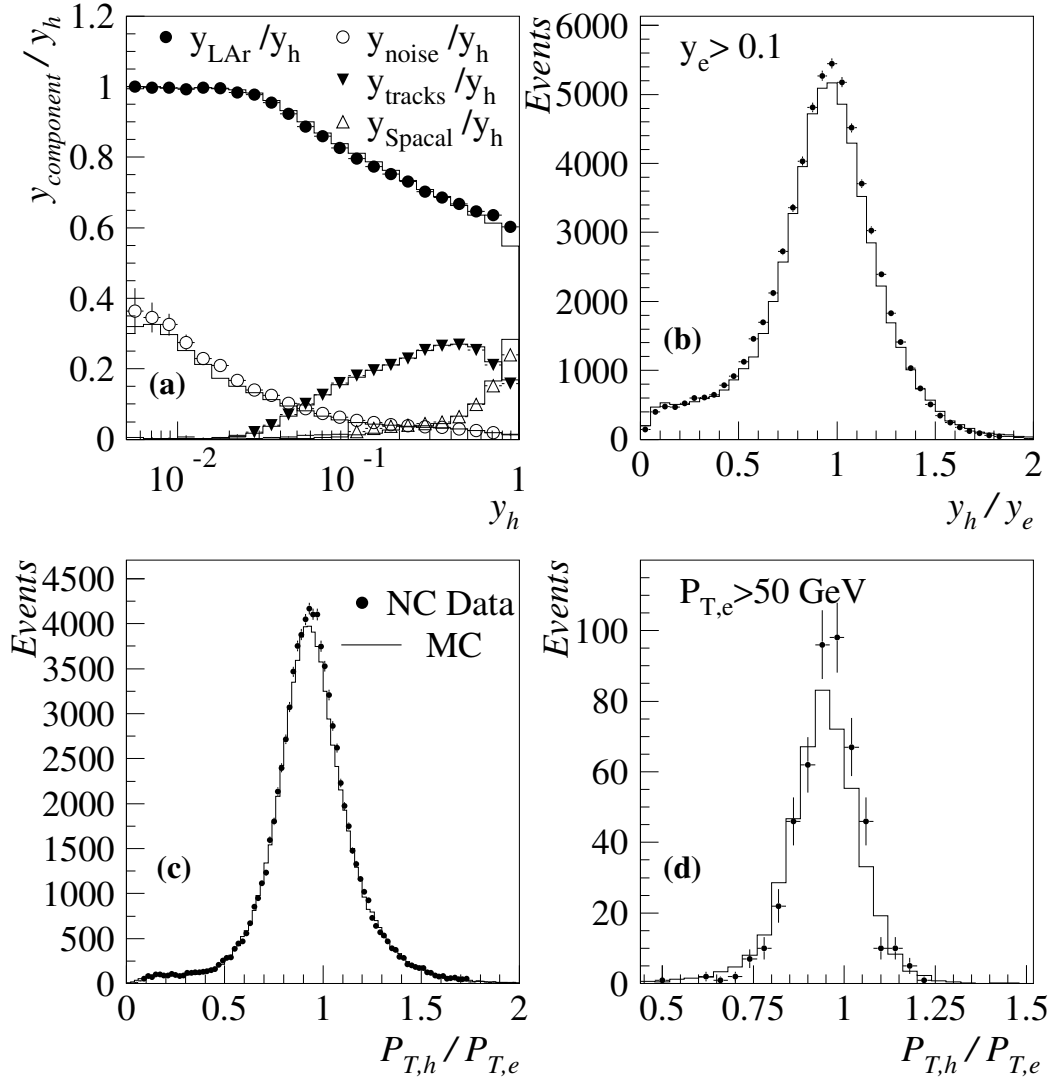 y_component / y_h
1.2
1
0.8
0.6
0.4
0.2
0
y_LAr /y_h
y_noise /y_h
y_tracks /y_h
y_Spacal /y_h
(a)
10^-2
10^-1
1
y_h
Events
6000
5000
4000
3000
2000
1000
0
y_e > 0.1
(b)
0
0.5
1
1.5
2
y_h / y_e
Events
4500
4000
3500
3000
2500
2000
1500
1000
500
0
NC Data
MC
(c)
0
0.5
1
1.5
2
P_T,h / P_T,e
Events
100
80
60
40
20
0
P_T,e >50 GeV
(d)
0.5
0.75
1
1.25
1.5
P_T,h / P_T,e